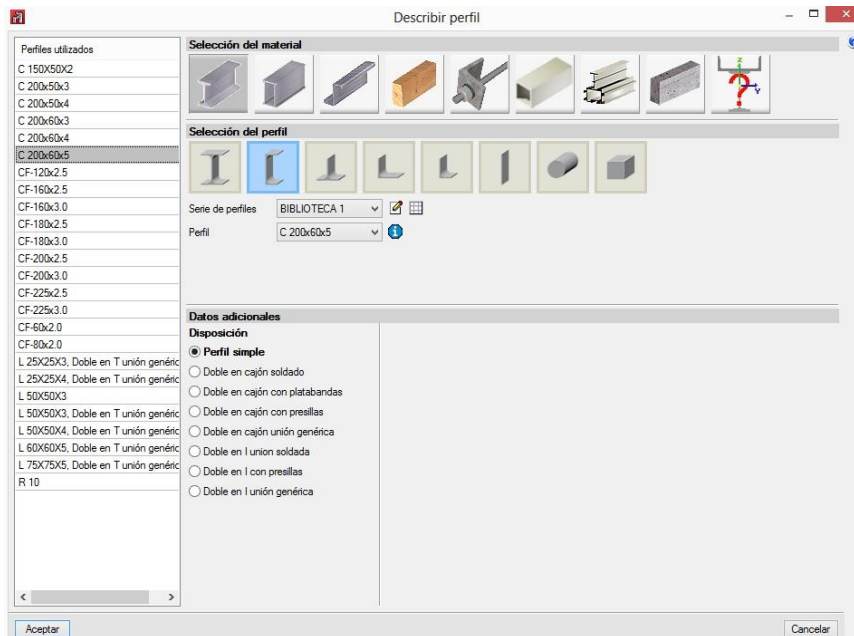 Describir perfil
Perfiles utilizados
C 150X50X2
C 200x50x3
C 200x50x4
C 200x60x3
C 200x60x4
C 200x60x5
CF-120x2.5
CF-160x2.5
CF-160x3.0
CF-180x2.5
CF-180x3.0
CF-200x2.5
CF-200x3.0
CF-225x2.5
CF-225x3.0
CF-60x2.0
CF-80x2.0
L 25X25X3, Doble en T unión genéric
L 25X25X4, Doble en T unión genéric
L 50X50X3
L 50X50X3, Doble en T unión genéric
L 50X50X4, Doble en T unión genéric
L 60X60X5, Doble en T unión genéric
L 75X75X5, Doble en T unión genéric
R 10
Selección del material
Selección del perfil
Serie de perfiles BIBLIOTECA 1
Perfil C 200x60x5
Datos adicionales
Disposición
Perfil simple
Doble en cajón soldado
Doble en cajón con platabandas
Doble en cajón con presillas
Doble en cajón unión genérica
Doble en I union soldada
Doble en I con presillas
Doble en I unión genérica
Aceptar
Cancelar